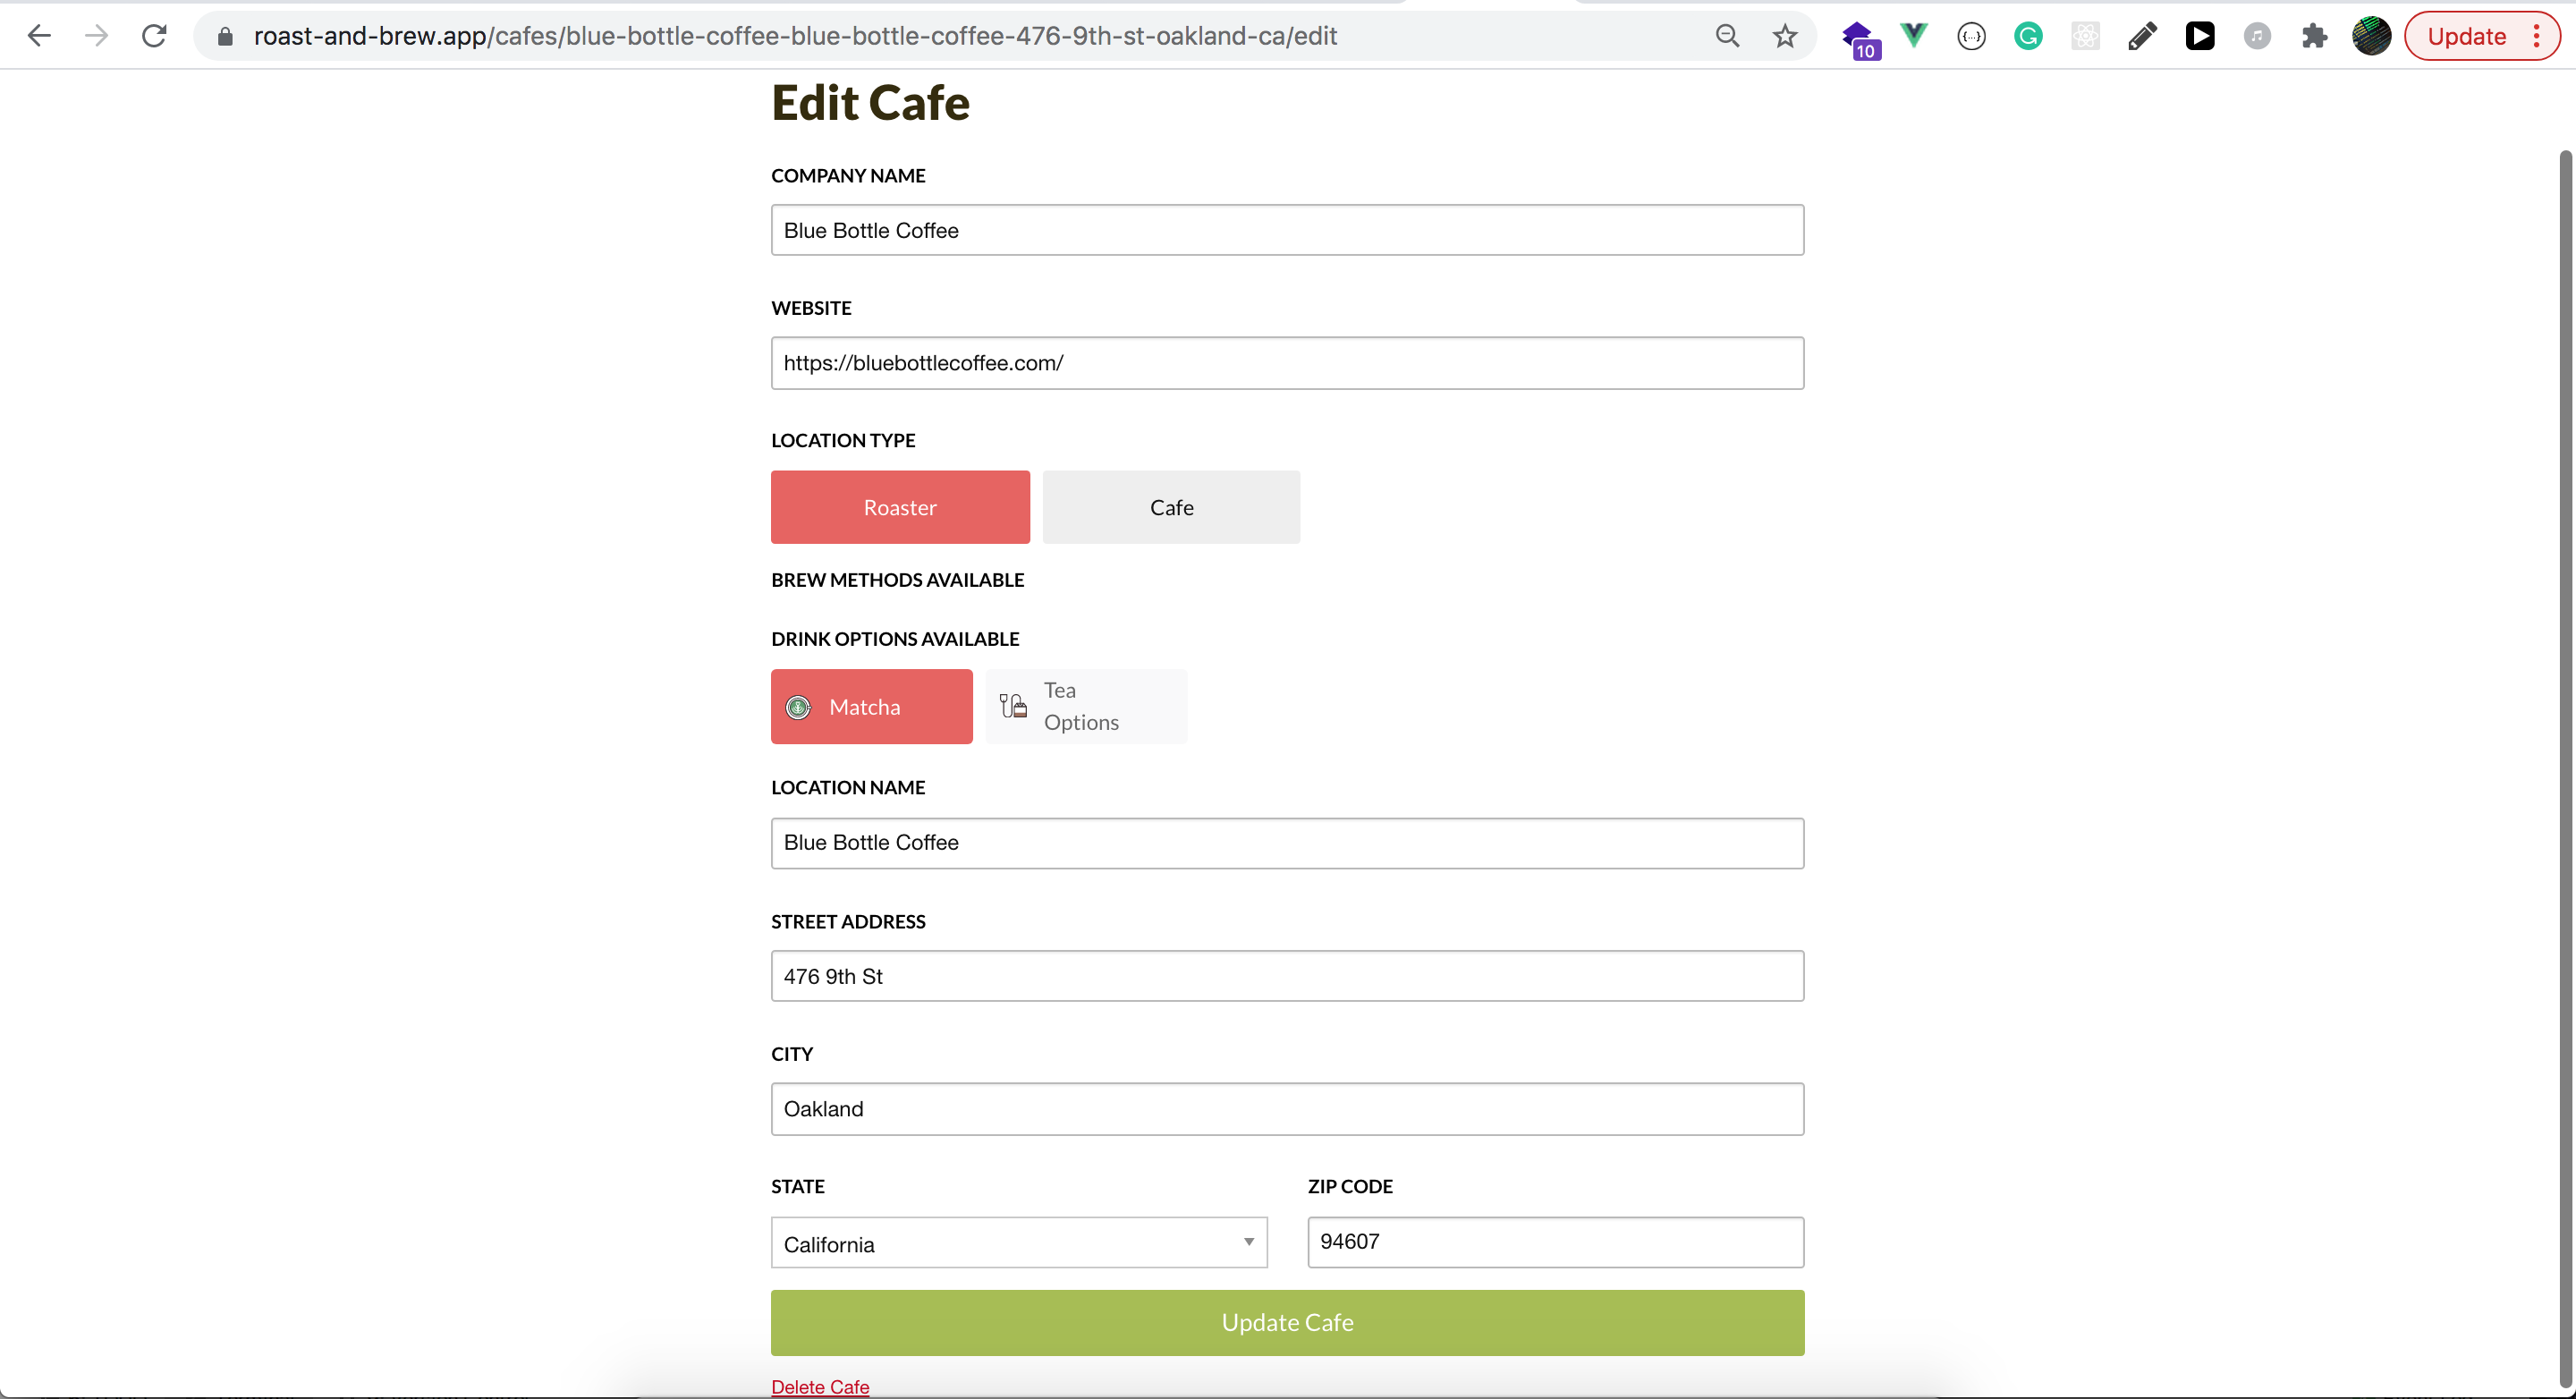 roast-and-brew.app/cafes/blue-bottle-coffee-blue-bottle-coffee-476-9th-st-oakland-ca/edit
10
{...}
G
Update
Edit Cafe
COMPANY NAME
Blue Bottle Coffee
WEBSITE
https://bluebottlecoffee.com/
LOCATION TYPE
Roaster
Cafe
BREW METHODS AVAILABLE
DRINK OPTIONS AVAILABLE
Matcha
Tea
Options
LOCATION NAME
Blue Bottle Coffee
STREET ADDRESS
476 9th St
CITY
Oakland
STATE
ZIP CODE
California
94607
Update Cafe
Delete Cafe